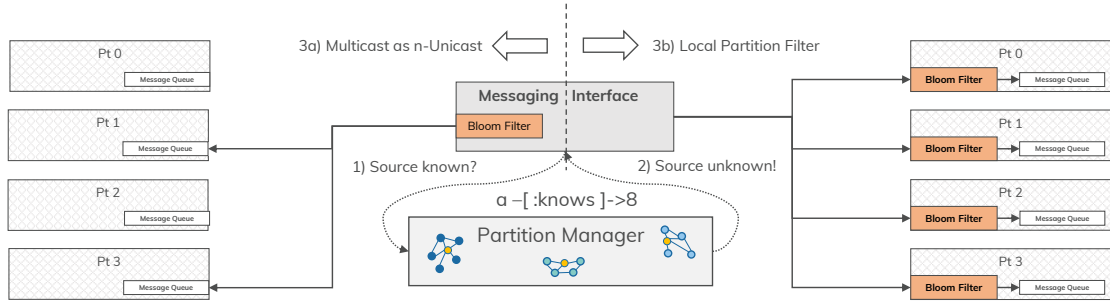 3a) Multicast as n-Unicast
3b) Local Partition Filter
Pt 0
Message Queue
Pt 1
Message Queue
Pt 2
Message Queue
Pt 3
Message Queue
Messaging Interface
Bloom Filter
1) Source known?
2) Source unknown!
a –[ :knows ]->8
Partition Manager
Pt 0
Bloom Filter
Message Queue
Pt 1
Bloom Filter
Message Queue
Pt 2
Bloom Filter
Message Queue
Pt 3
Bloom Filter
Message Queue